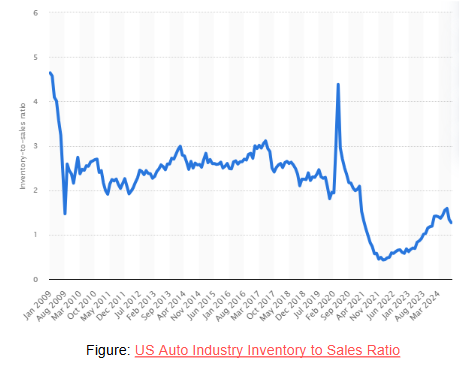 6
5
4
3
2
1
0
Inventory-to-sales ratio
Jan 2009
Aug 2009
Mar 2010
Oct 2010
May 2011
Dec 2011
Jul 2012
Feb 2013
Sep 2013
Apr 2014
Nov 2014
Jun 2015
Jan 2016
Aug 2016
Mar 2017
Oct 2017
May 2018
Dec 2018
Jul 2019
Feb 2020
Sep 2020
Apr 2021
Nov 2021
Jun 2022
Jan 2023
Aug 2023
Mar 2024
Figure: US Auto Industry Inventory to Sales Ratio